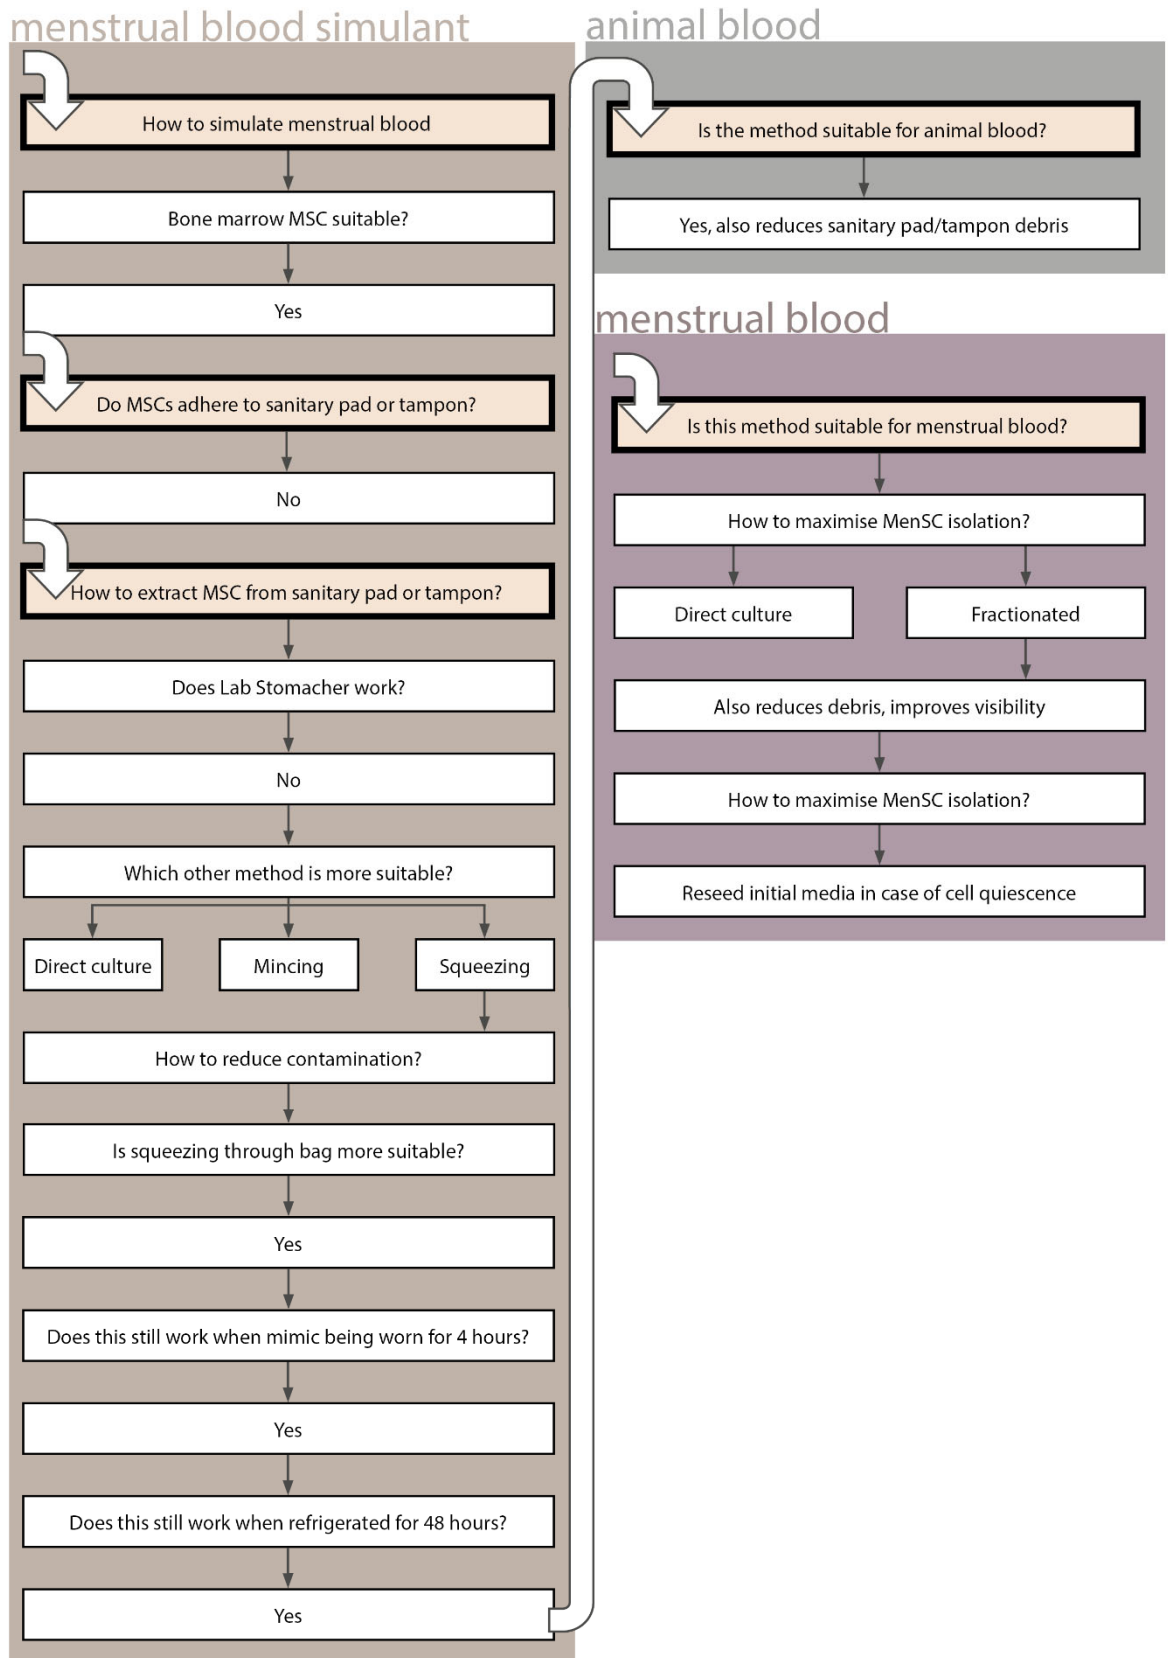 menstrual blood simulant
How to simulate menstrual blood
Bone marrow MSC suitable?
Yes
Do MSCs adhere to sanitary pad or tampon?
No
How to extract MSC from sanitary pad or tampon?
Does Lab Stomacher work?
No
Which other method is more suitable?
Direct culture
Mincing
Squeezing
How to reduce contamination?
Is squeezing through bag more suitable?
Yes
Does this still work when mimic being worn for 4 hours?
Yes
Does this still work when refrigerated for 48 hours?
Yes
animal blood
Is the method suitable for animal blood?
Yes, also reduces sanitary pad/tampon debris
menstrual blood
Is this method suitable for menstrual blood?
How to maximise MenSC isolation?
Direct culture
Fractionated
Also reduces debris, improves visibility
How to maximise MenSC isolation?
Reseed initial media in case of cell quiescence